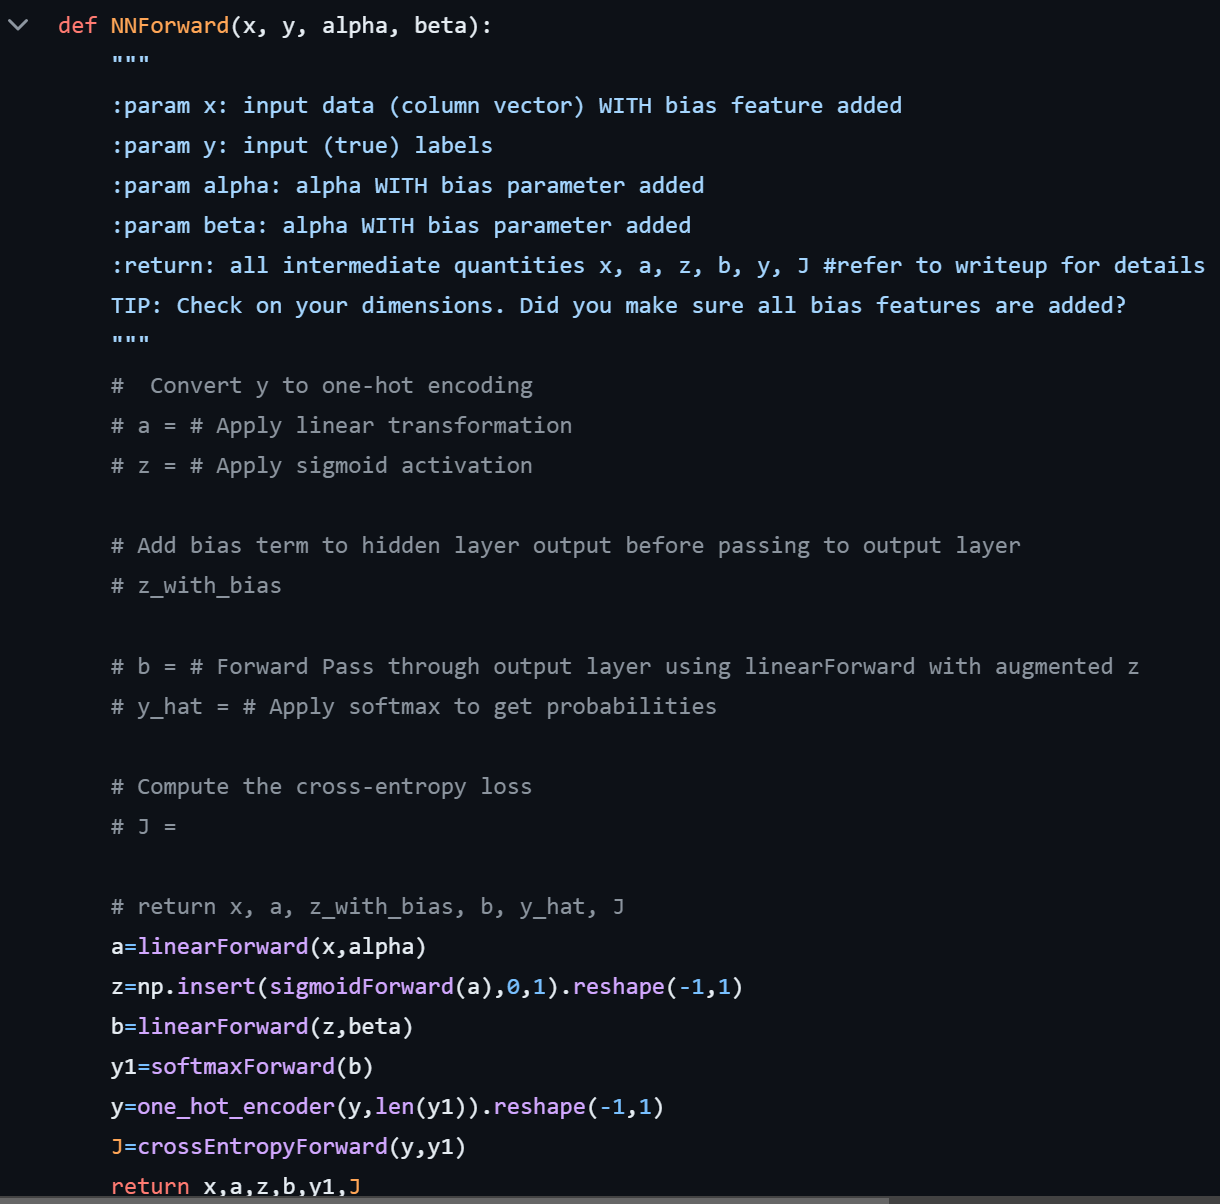 def NNForward(x, y, alpha, beta):
    """
    :param x: input data (column vector) WITH bias feature added
    :param y: input (true) labels
    :param alpha: alpha WITH bias parameter added
    :param beta: alpha WITH bias parameter added
    :return: all intermediate quantities x, a, z, b, y, J #refer to writeup for details
    TIP: Check on your dimensions. Did you make sure all bias features are added?
    """
    #  Convert y to one-hot encoding
    # a = # Apply linear transformation
    # z = # Apply sigmoid activation

    # Add bias term to hidden layer output before passing to output layer
    # z_with_bias

    # b = # Forward Pass through output layer using linearForward with augmented z
    # y_hat = # Apply softmax to get probabilities

    # Compute the cross-entropy loss
    # J =

    # return x, a, z_with_bias, b, y_hat, J
    a=linearForward(x,alpha)
    z=np.insert(sigmoidForward(a),0,1).reshape(-1,1)
    b=linearForward(z,beta)
    y1=softmaxForward(b)
    y=one_hot_encoder(y,len(y1)).reshape(-1,1)
    J=crossEntropyForward(y,y1)
    return x,a,z,b,y1,J